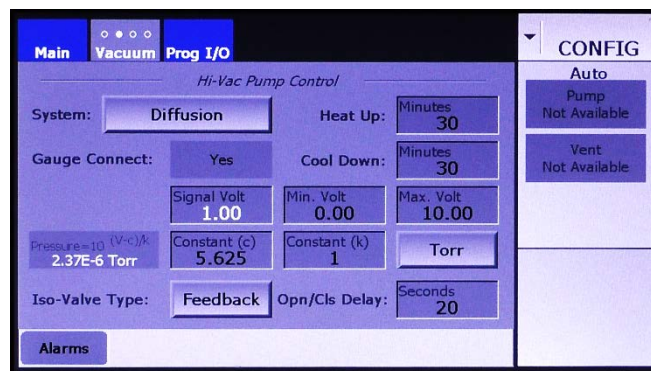 Main Vacuum Prog I/O
CONFIG
Hi-Vac Pump Control
Auto
System: Diffusion Heat Up: Minutes 30
Pump
Not Available
Gauge Connect: Yes Cool Down: Minutes 30
Vent
Not Available
Signal Volt 1.00 Min. Volt 0.00 Max. Volt 10.00
Pressure=10 (V-c)/k
2.37E-6 Torr
Constant (c) 5.625 Constant (k) 1 Torr
Iso-Valve Type: Feedback Opn/Cls Delay: Seconds 20
Alarms